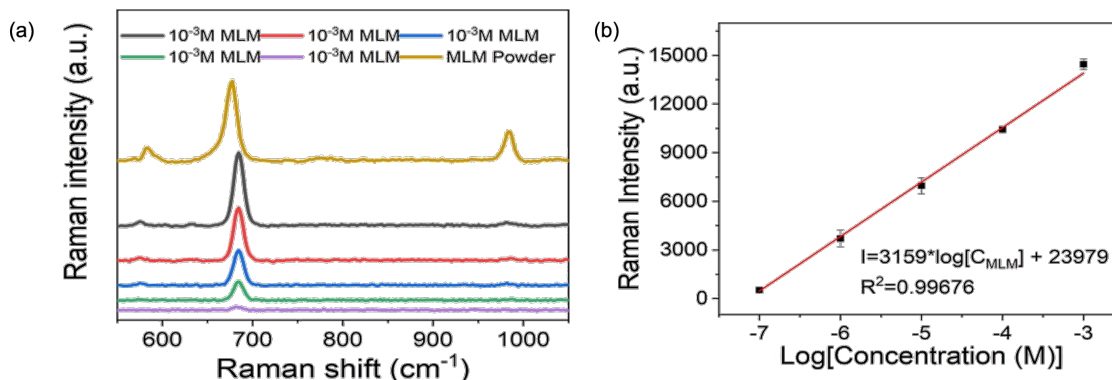 (a)
10⁻³M MLM 10⁻³M MLM 10⁻³M MLM
10⁻³M MLM 10⁻³M MLM MLM Powder
Raman intensity (a.u.)
600 700 800 900 1000
Raman shift (cm⁻¹)
(b)
Raman Intensity (a.u.)
15000
12000
9000
6000
3000
0
I=3159*log[C_MLM] + 23979
R²=0.99676
-7 -6 -5 -4 -3
Log[Concentration (M)]